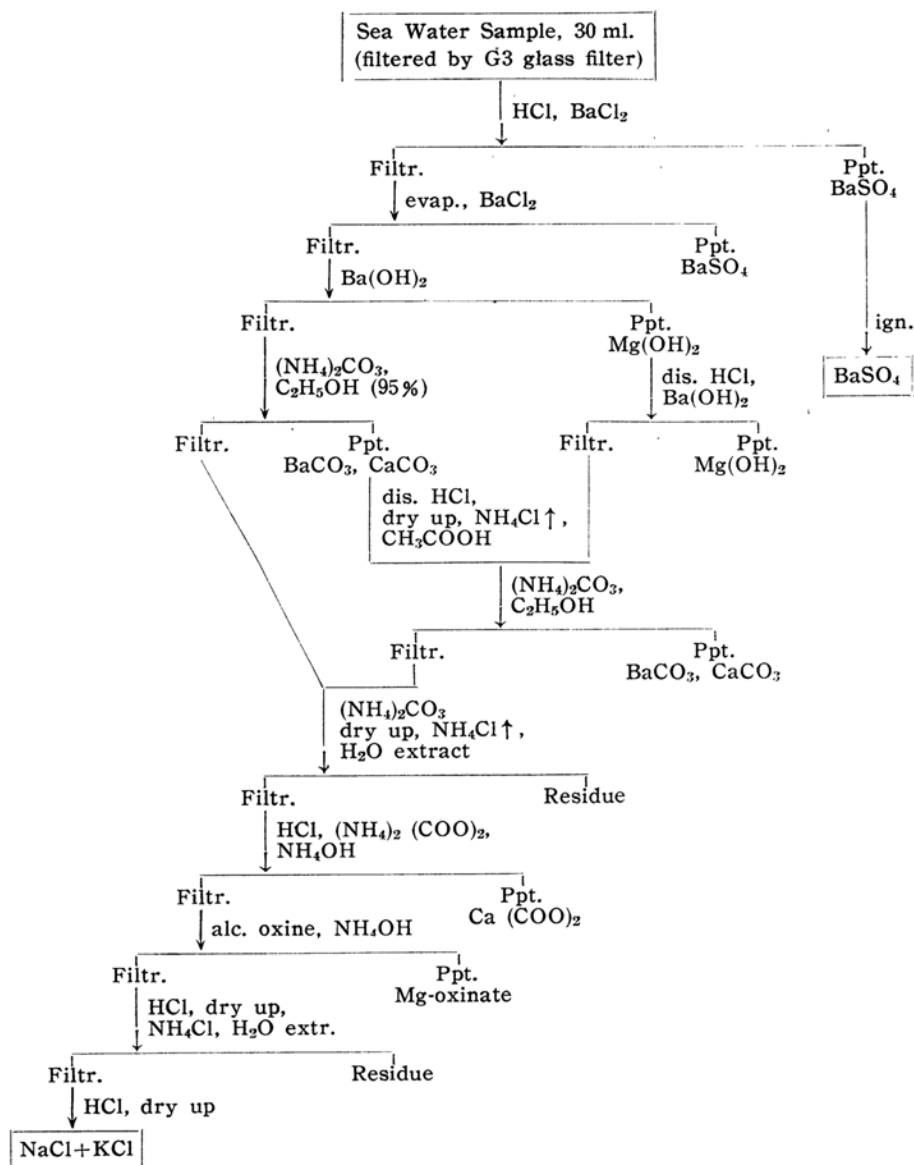 Sea Water Sample, 30 ml.
(filtered by G3 glass filter)
HCl, BaCl₂
Filtr.
Ppt.
BaSO₄
evap., BaCl₂
Filtr.
Ppt.
BaSO₄
Ba(OH)₂
ign.
Filtr.
Ppt.
Mg(OH)₂
BaSO₄
(NH₄)₂CO₃,
C₂H₅OH (95%)
dis. HCl,
Ba(OH)₂
Filtr.
Ppt.
BaCO₃, CaCO₃
Filtr.
Ppt.
Mg(OH)₂
dis. HCl,
dry up, NH₄Cl↑,
CH₃COOH
(NH₄)₂CO₃,
C₂H₅OH
Filtr.
Ppt.
BaCO₃, CaCO₃
(NH₄)₂CO₃
dry up, NH₄Cl↑,
H₂O extract
Filtr.
Residue
HCl, (NH₄)₂ (COO)₂,
NH₄OH
Filtr.
Ppt.
Ca (COO)₂
alc. oxine, NH₄OH
Filtr.
Ppt.
Mg-oxinate
HCl, dry up,
NH₄Cl, H₂O extr.
Filtr.
Residue
HCl, dry up
NaCl+KCl